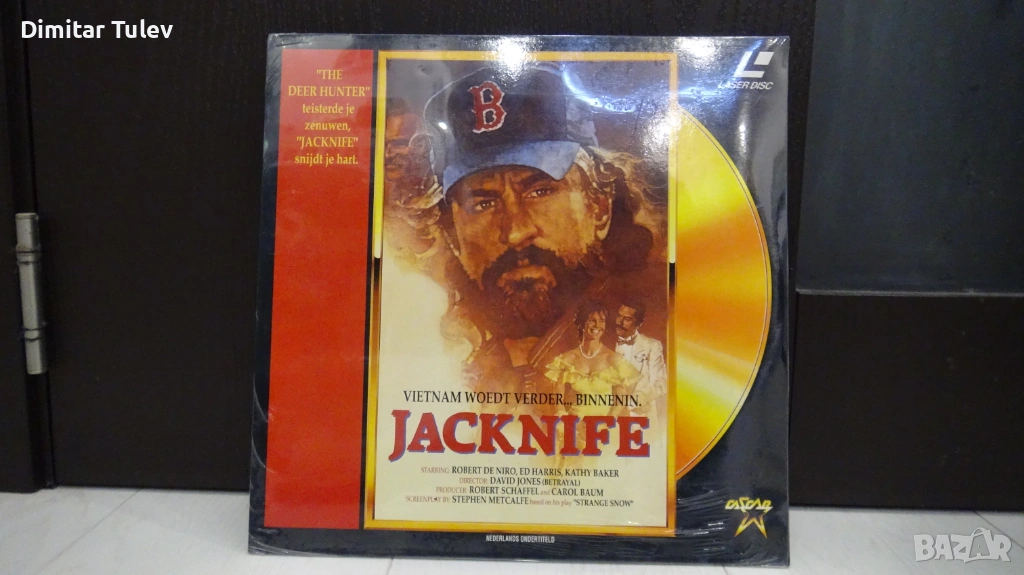 Dimitar Tulev
"THE
DEER HUNTER"
teisterde je
zenuwen,
"JACKNIFE"
snijdt je hart.
B
LASER DISC
VIETNAM WOEDT VERDER... BINNENIN.
JACKNIFE
STARRING: ROBERT DE NIRO, ED HARRIS, KATHY BAKER
DIRECTOR: DAVID JONES (BETRAYAL)
PRODUCER: ROBERT SCHAFFEL and CAROL BAUM
SCREENPLAY BY: STEPHEN METCALFE based on his play "STRANGE SNOW"
NEDERLANDS ONDERTITELD
OSCAR
BAZAR